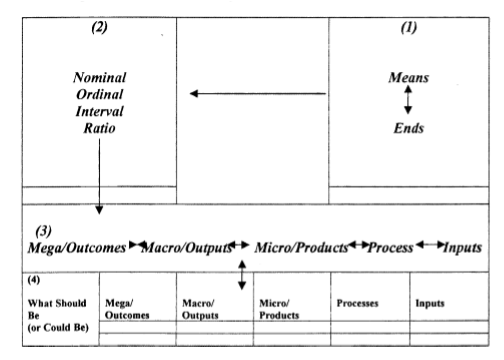 (2)
(1)
Nominal
Ordinal
Interval
Ratio
Means
Ends
(3)
Mega/Outcomes Macro/Outputs Micro/Products Process Inputs
(4)
What Should
Be
(or Could Be)
Mega/
Outcomes
Macro/
Outputs
Micro/
Products
Processes
Inputs